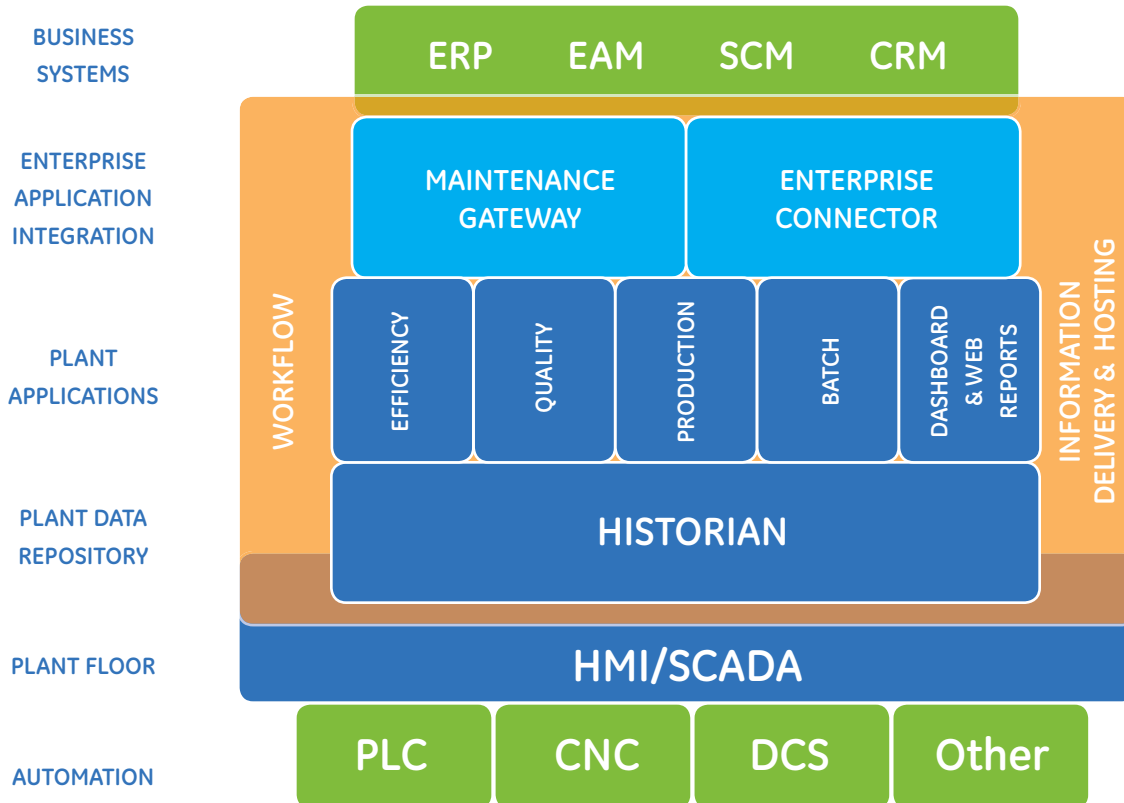 BUSINESS
SYSTEMS
ERP EAM SCM CRM
ENTERPRISE
APPLICATION
INTEGRATION
MAINTENANCE
GATEWAY
ENTERPRISE
CONNECTOR
WORKFLOW
INFORMATION
DELIVERY & HOSTING
PLANT
APPLICATIONS
EFFICIENCY
QUALITY
PRODUCTION
BATCH
DASHBOARD
& WEB
REPORTS
PLANT DATA
REPOSITORY
HISTORIAN
PLANT FLOOR
HMI/SCADA
AUTOMATION
PLC CNC DCS Other